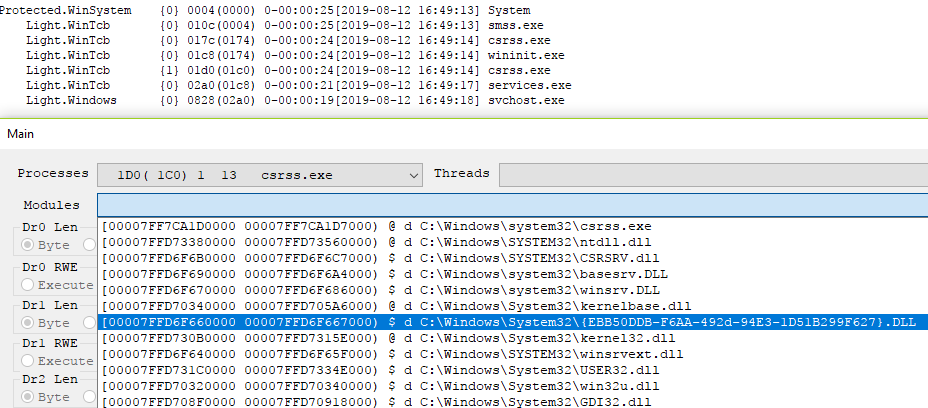 Protected.WinSystem {0} 0004(0000) 0-00:00:25[2019-08-12 16:49:13] System
Light.WinTcb {0} 010c(0004) 0-00:00:25[2019-08-12 16:49:13] smss.exe
Light.WinTcb {0} 017c(0174) 0-00:00:24[2019-08-12 16:49:14] csrss.exe
Light.WinTcb {0} 01c8(0174) 0-00:00:24[2019-08-12 16:49:14] wininit.exe
Light.WinTcb {1} 01d0(01c0) 0-00:00:24[2019-08-12 16:49:14] csrss.exe
Light.WinTcb {0} 02a0(01c8) 0-00:00:21[2019-08-12 16:49:17] services.exe
Light.Windows {0} 0828(02a0) 0-00:00:19[2019-08-12 16:49:18] svchost.exe
Main
Processes 1D0( 1C0) 1 13 csrss.exe Threads
Modules
Dr0 Len [00007FF7CA1D0000 00007FF7CA1D7000) @ d C:\Windows\system32\csrss.exe
Byte [00007FFD73380000 00007FFD73560000) @ d C:\Windows\SYSTEM32\ntdll.dll
[00007FFD6F6B0000 00007FFD6F6C7000) $ d C:\Windows\SYSTEM32\CSRSRV.dll
Dr0 RWE [00007FFD6F690000 00007FFD6F6A4000) $ d C:\Windows\system32\basesrv.DLL
Execute [00007FFD6F670000 00007FFD6F686000) $ d C:\Windows\system32\winsrv.DLL
Dr1 Len [00007FFD70340000 00007FFD705A6000) @ d C:\Windows\System32\kernelbase.dll
Byte [00007FFD6F660000 00007FFD6F667000) $ d C:\Windows\System32\{EBB50DDB-F6AA-492d-94E3-1D51B299F627}.DLL
Dr1 RWE [00007FFD730B0000 00007FFD7315E000) @ d C:\Windows\System32\kernel32.dll
Execute [00007FFD6F640000 00007FFD6F65F000) $ d C:\Windows\SYSTEM32\winsrvext.dll
[00007FFD731C0000 00007FFD7334E000) $ d C:\Windows\System32\USER32.dll
Dr2 Len [00007FFD70320000 00007FFD70340000) $ d C:\Windows\System32\win32u.dll
Byte [00007FFD708F0000 00007FFD70918000) $ d C:\Windows\System32\GDI32.dll